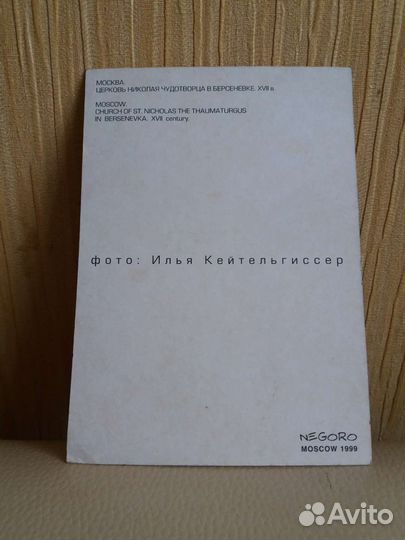 МОСКВА.
ЦЕРКОВЬ НИКОЛАЯ ЧУДОТВОРЦА В БЕРСЕНЕВКЕ. XVII в.
MOSCOW.
CHURCH OF ST. NICHOLAS THE THAUMATURGUS
IN BERSENEVKA. XVII century.
фото: Илья Кейтельгиссер
NEGORO
MOSCOW 1999
Avito